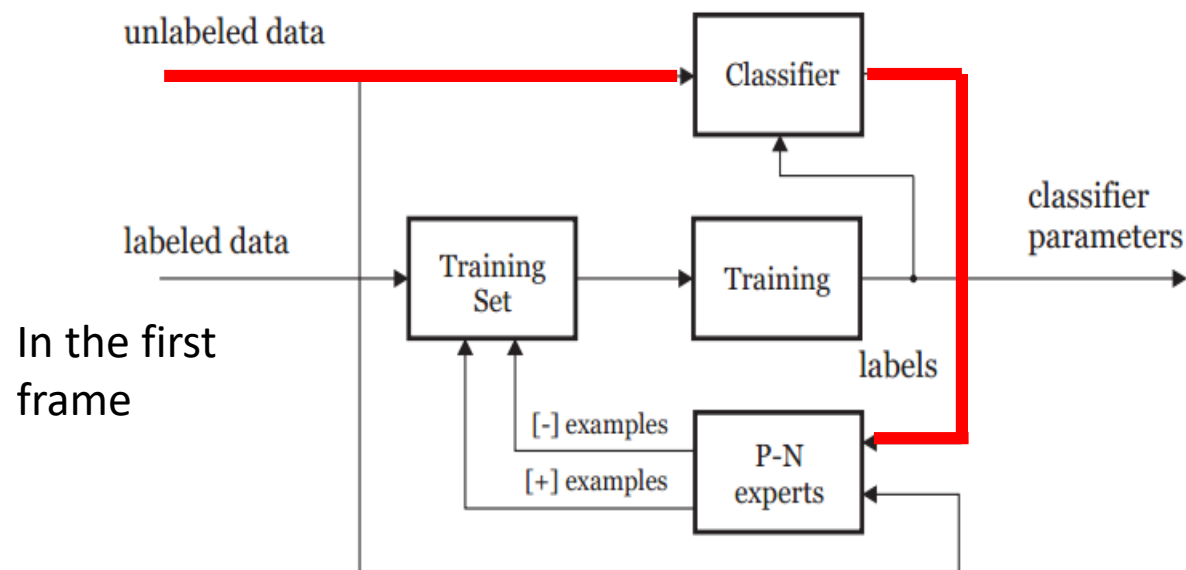 unlabeled data
Classifier
classifier
parameters
labeled data
Training
Set
Training
In the first
frame
labels
[-] examples
[+] examples
P-N
experts